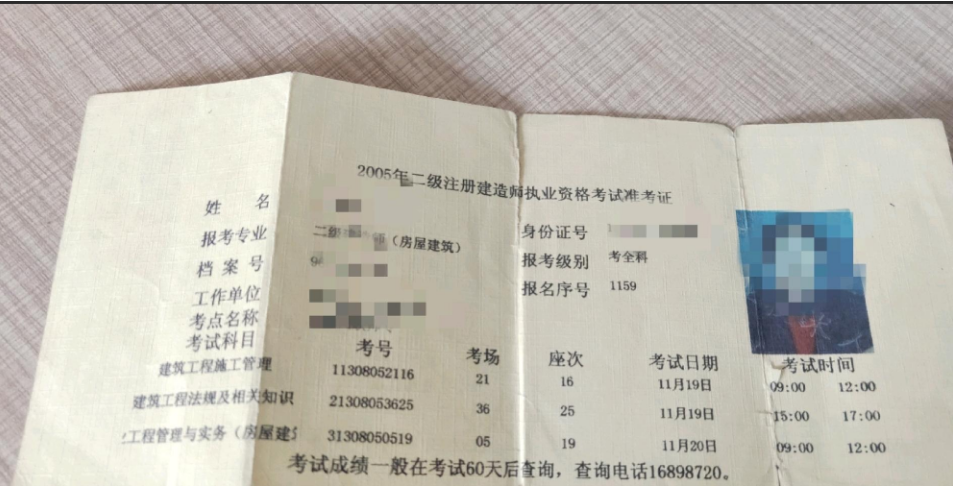 2005年二级注册建造师执业资格考试准考证
姓 名
报考专业 二级 (房屋建筑) 身份证号
档案号 报考级别 考全科
工作单位 报名序号 1159
考点名称
考试科目 考号 考场 座次 考试日期 考试时间
建筑工程施工管理 11308052116 21 16 11月19日 09:00 12:00
建筑工程法规及相关知识 21308053625 36 25 11月19日 15:00 17:00
工程管理与实务(房屋建 31308050519 05 19 11月20日 09:00 12:00
考试成绩一般在考试60天后查询，查询电话16898720。